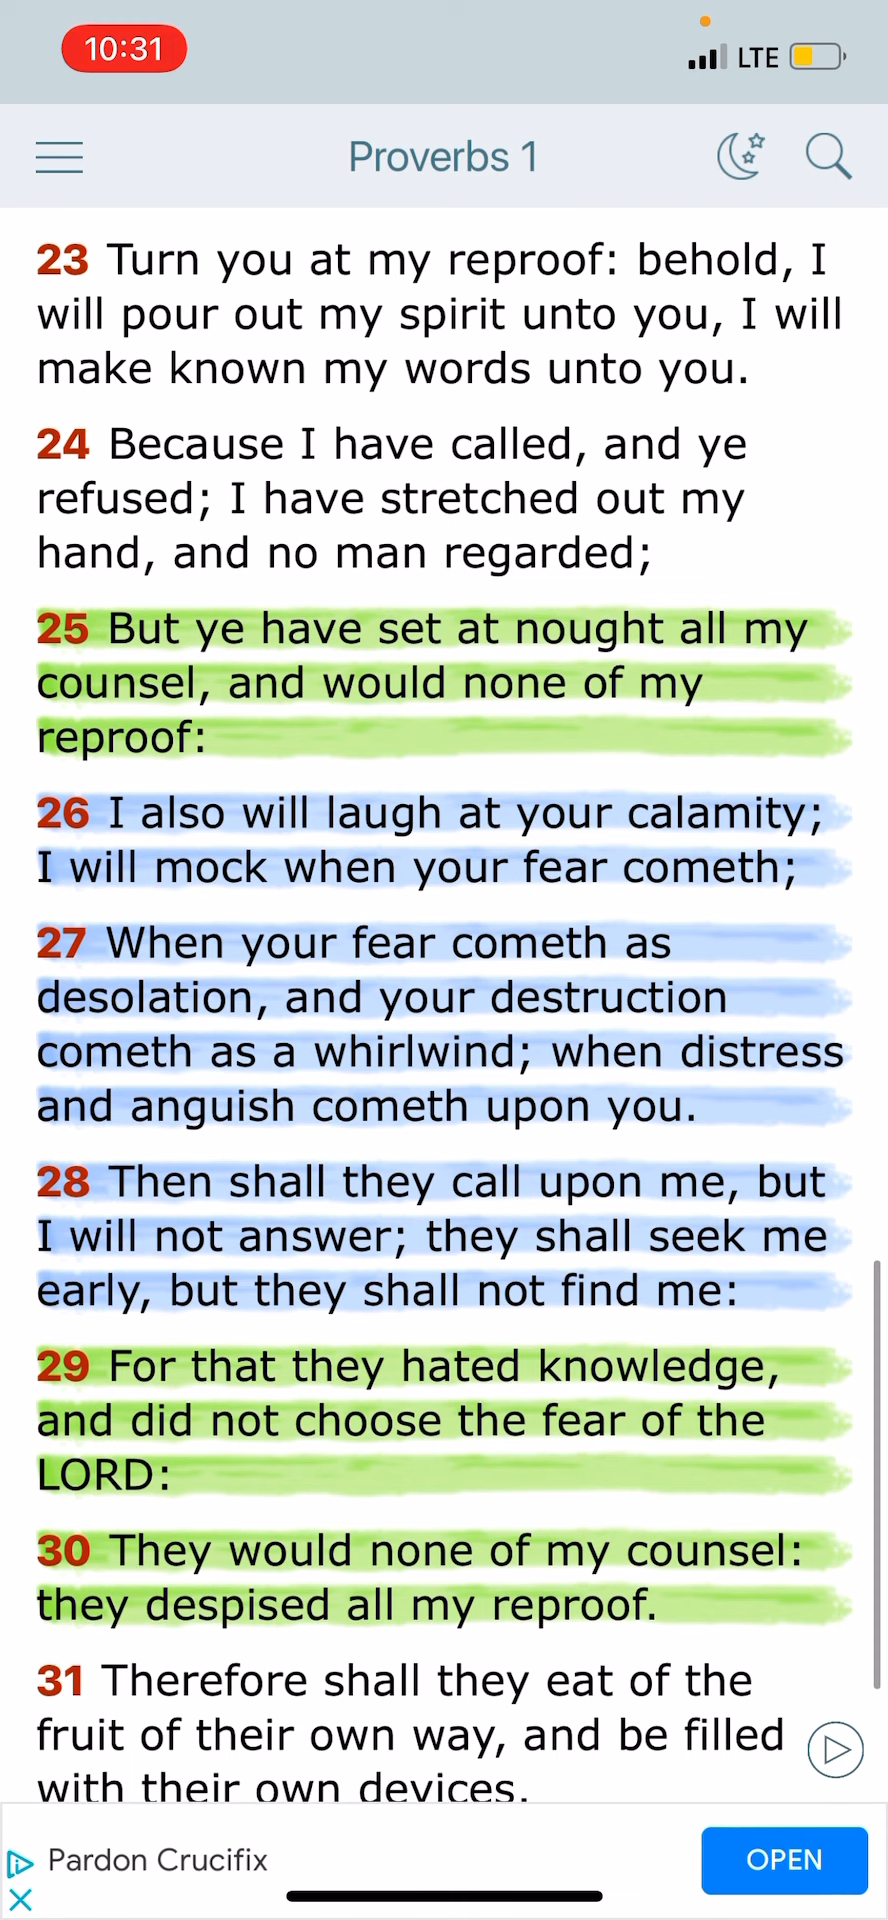 10:31
LTE
Proverbs 1
23 Turn you at my reproof: behold, I
will pour out my spirit unto you, I will
make known my words unto you.
24 Because I have called, and ye
refused; I have stretched out my
hand, and no man regarded;
25 But ye have set at nought all my
counsel, and would none of my
reproof:
26 I also will laugh at your calamity;
I will mock when your fear cometh;
27 When your fear cometh as
desolation, and your destruction
cometh as a whirlwind; when distress
and anguish cometh upon you.
28 Then shall they call upon me, but
I will not answer; they shall seek me
early, but they shall not find me:
29 For that they hated knowledge,
and did not choose the fear of the
LORD:
30 They would none of my counsel:
they despised all my reproof.
31 Therefore shall they eat of the
fruit of their own way, and be filled
with their own devices.
Pardon Crucifix
OPEN